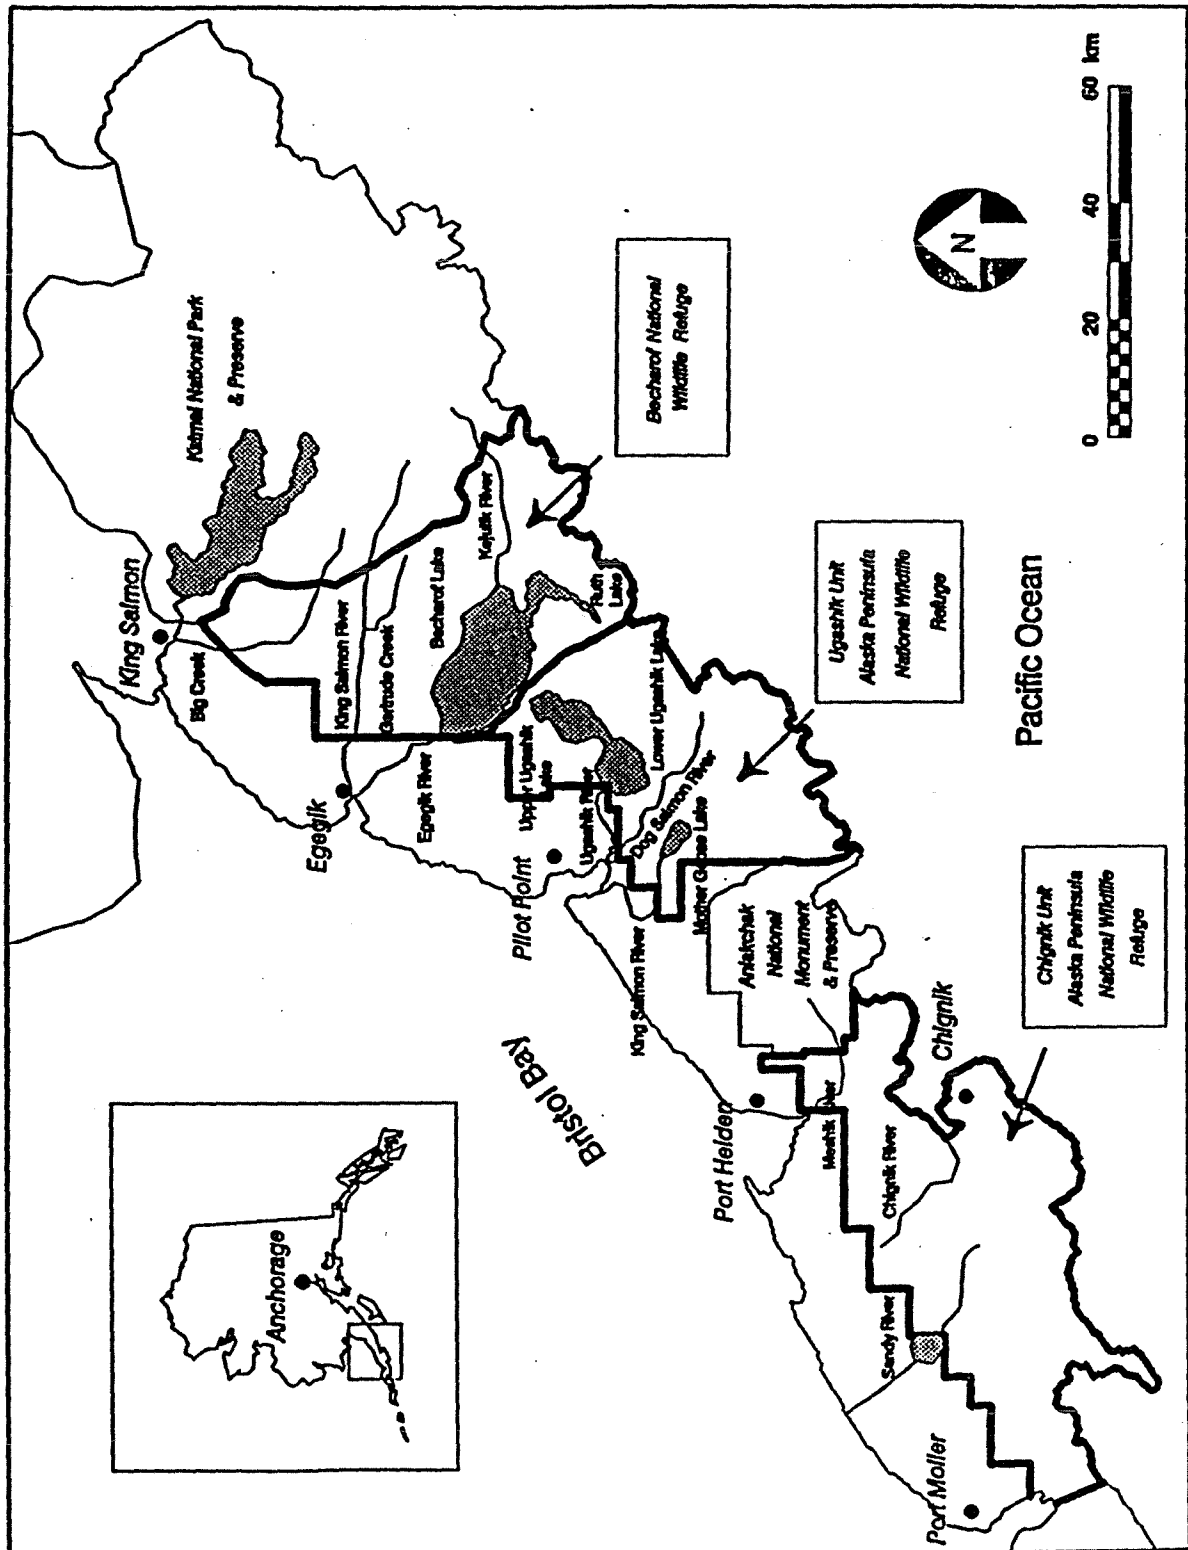 Katmai National Park
& Preserve
King Salmon
Big Creek
King Salmon River
Gertrude Creek
Becharof Lake
Kejulik River
Egegik
Egegik River
Ruth
Lake
Becharof National
Wildlife Refuge
Upper Ugashik
Lake
Lower Ugashik Lake
Ugashik River
Pilot Point
Dog Salmon River
Mother Goose Lake
King Salmon River
Ugashik Unit
Alaska Peninsula
National Wildlife
Refuge
Aniakchak
National
Monument
& Preserve
Bristol Bay
Port Heiden
Meshik River
Chignik
Chignik River
Chignik Unit
Alaska Peninsula
National Wildlife
Refuge
Sandy River
Port Moller
Pacific Ocean
Anchorage
N
0 20 40 60 km